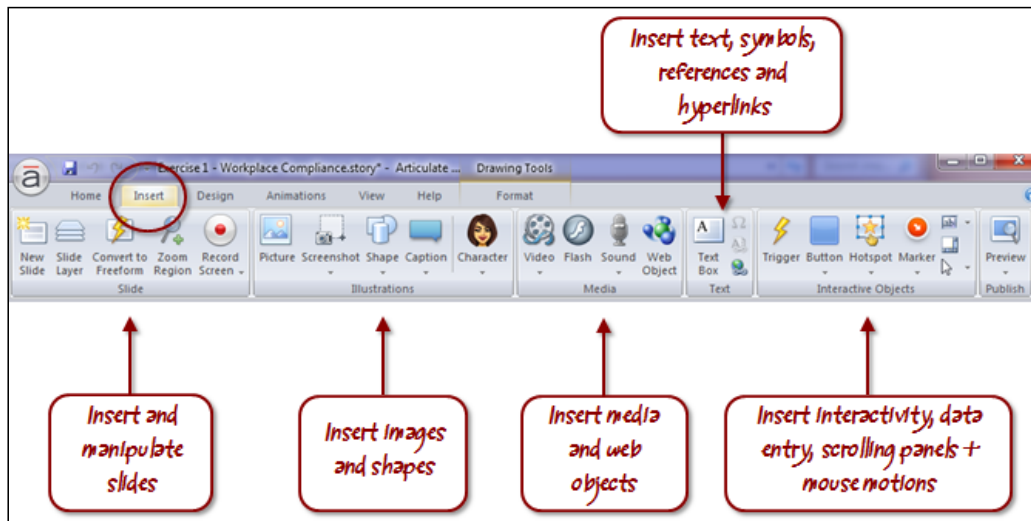 Insert text, symbols,
references and
hyperlinks
Exercise 1 - Workplace Compliance.story* - Articulate ... Drawing Tools
Home Insert Design Animations View Help Format
New Slide Slide Layer Convert to Freeform Zoom Region Record Screen
Picture Screenshot Shape Caption Character
Video Flash Sound Web Object
Text Box
Trigger Button Hotspot Marker
Preview
Slide Illustrations Media Text Interactive Objects Publish
Insert and
manipulate
slides
Insert images
and shapes
Insert media
and web
objects
Insert interactivity, data
entry, scrolling panels +
mouse motions